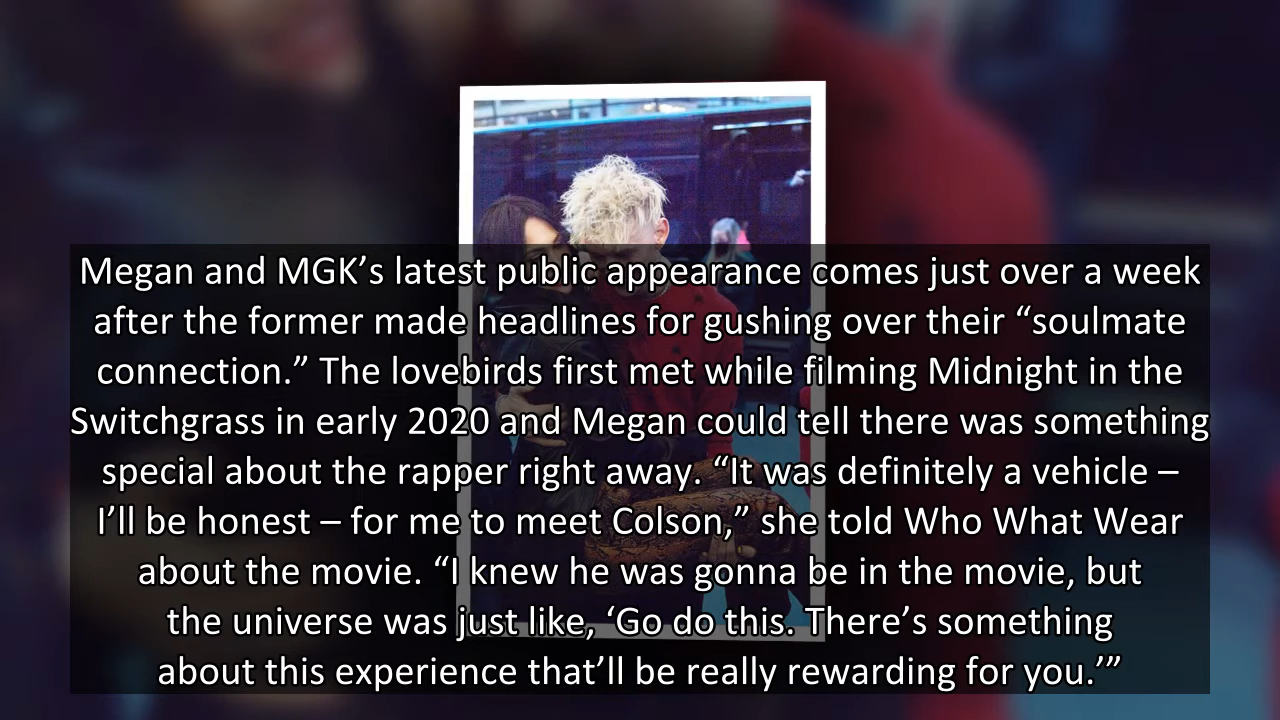 Megan and MGK’s latest public appearance comes just over a week
after the former made headlines for gushing over their “soulmate
connection.” The lovebirds first met while filming Midnight in the
Switchgrass in early 2020 and Megan could tell there was something
special about the rapper right away. “It was definitely a vehicle –
I’ll be honest – for me to meet Colson,” she told Who What Wear
about the movie. “I knew he was gonna be in the movie, but
the universe was just like, ‘Go do this. There’s something
about this experience that’ll be really rewarding for you.’”